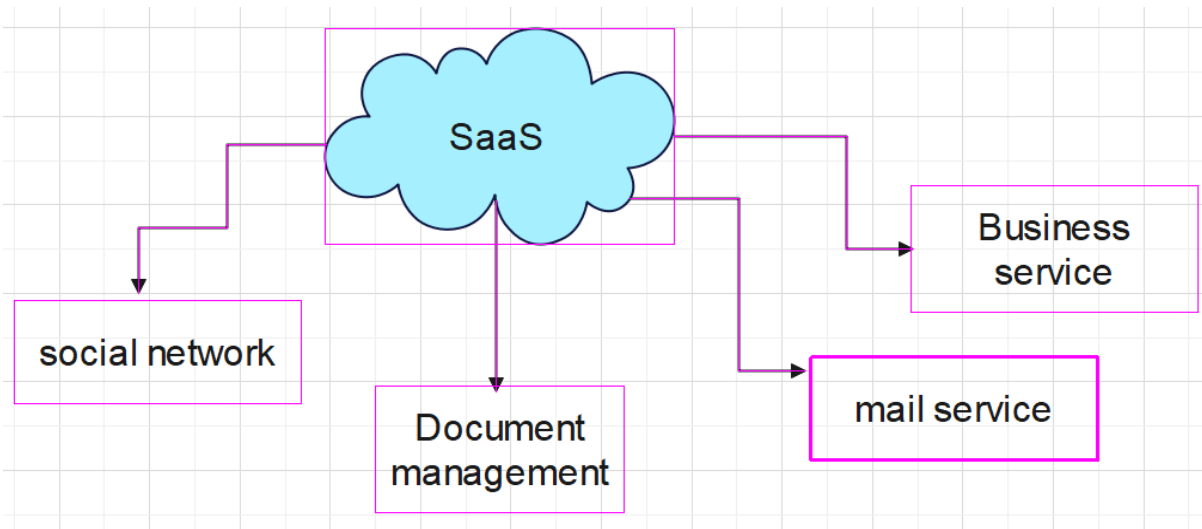 SaaS
Business
service
social network
mail service
Document
management